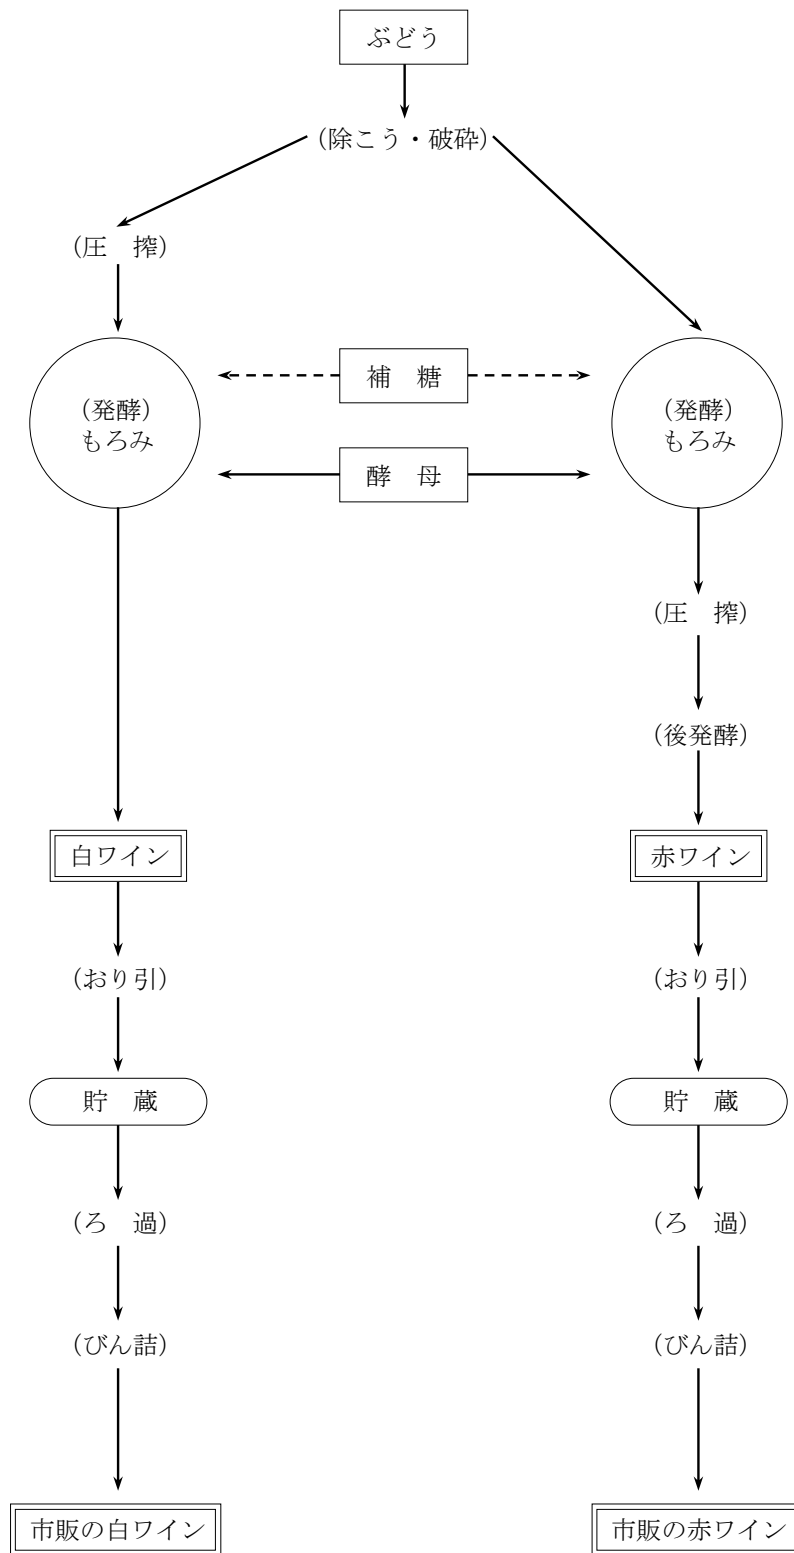 ぶどう
(除こう・破砕)
(圧　搾)
(発酵)
もろみ
補　糖
(発酵)
もろみ
酵　母
(圧　搾)
(後発酵)
白ワイン
赤ワイン
(おり引)
(おり引)
貯　蔵
貯　蔵
(ろ　過)
(ろ　過)
(びん詰)
(びん詰)
市販の白ワイン
市販の赤ワイン